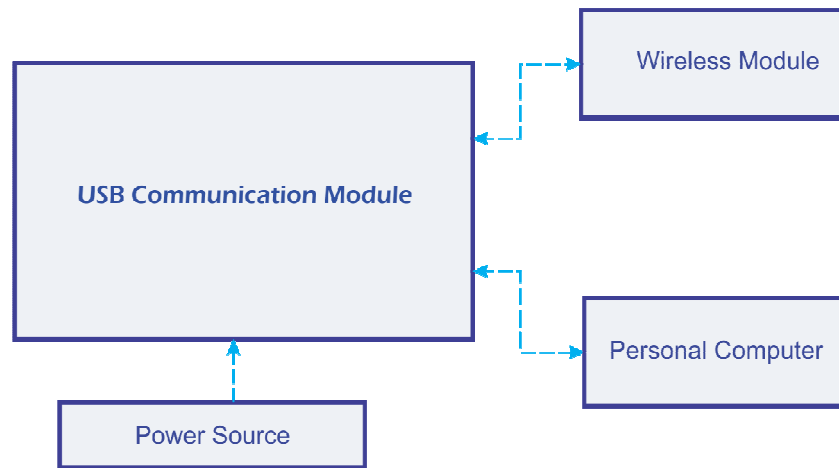 Wireless Module
USB Communication Module
Personal Computer
Power Source